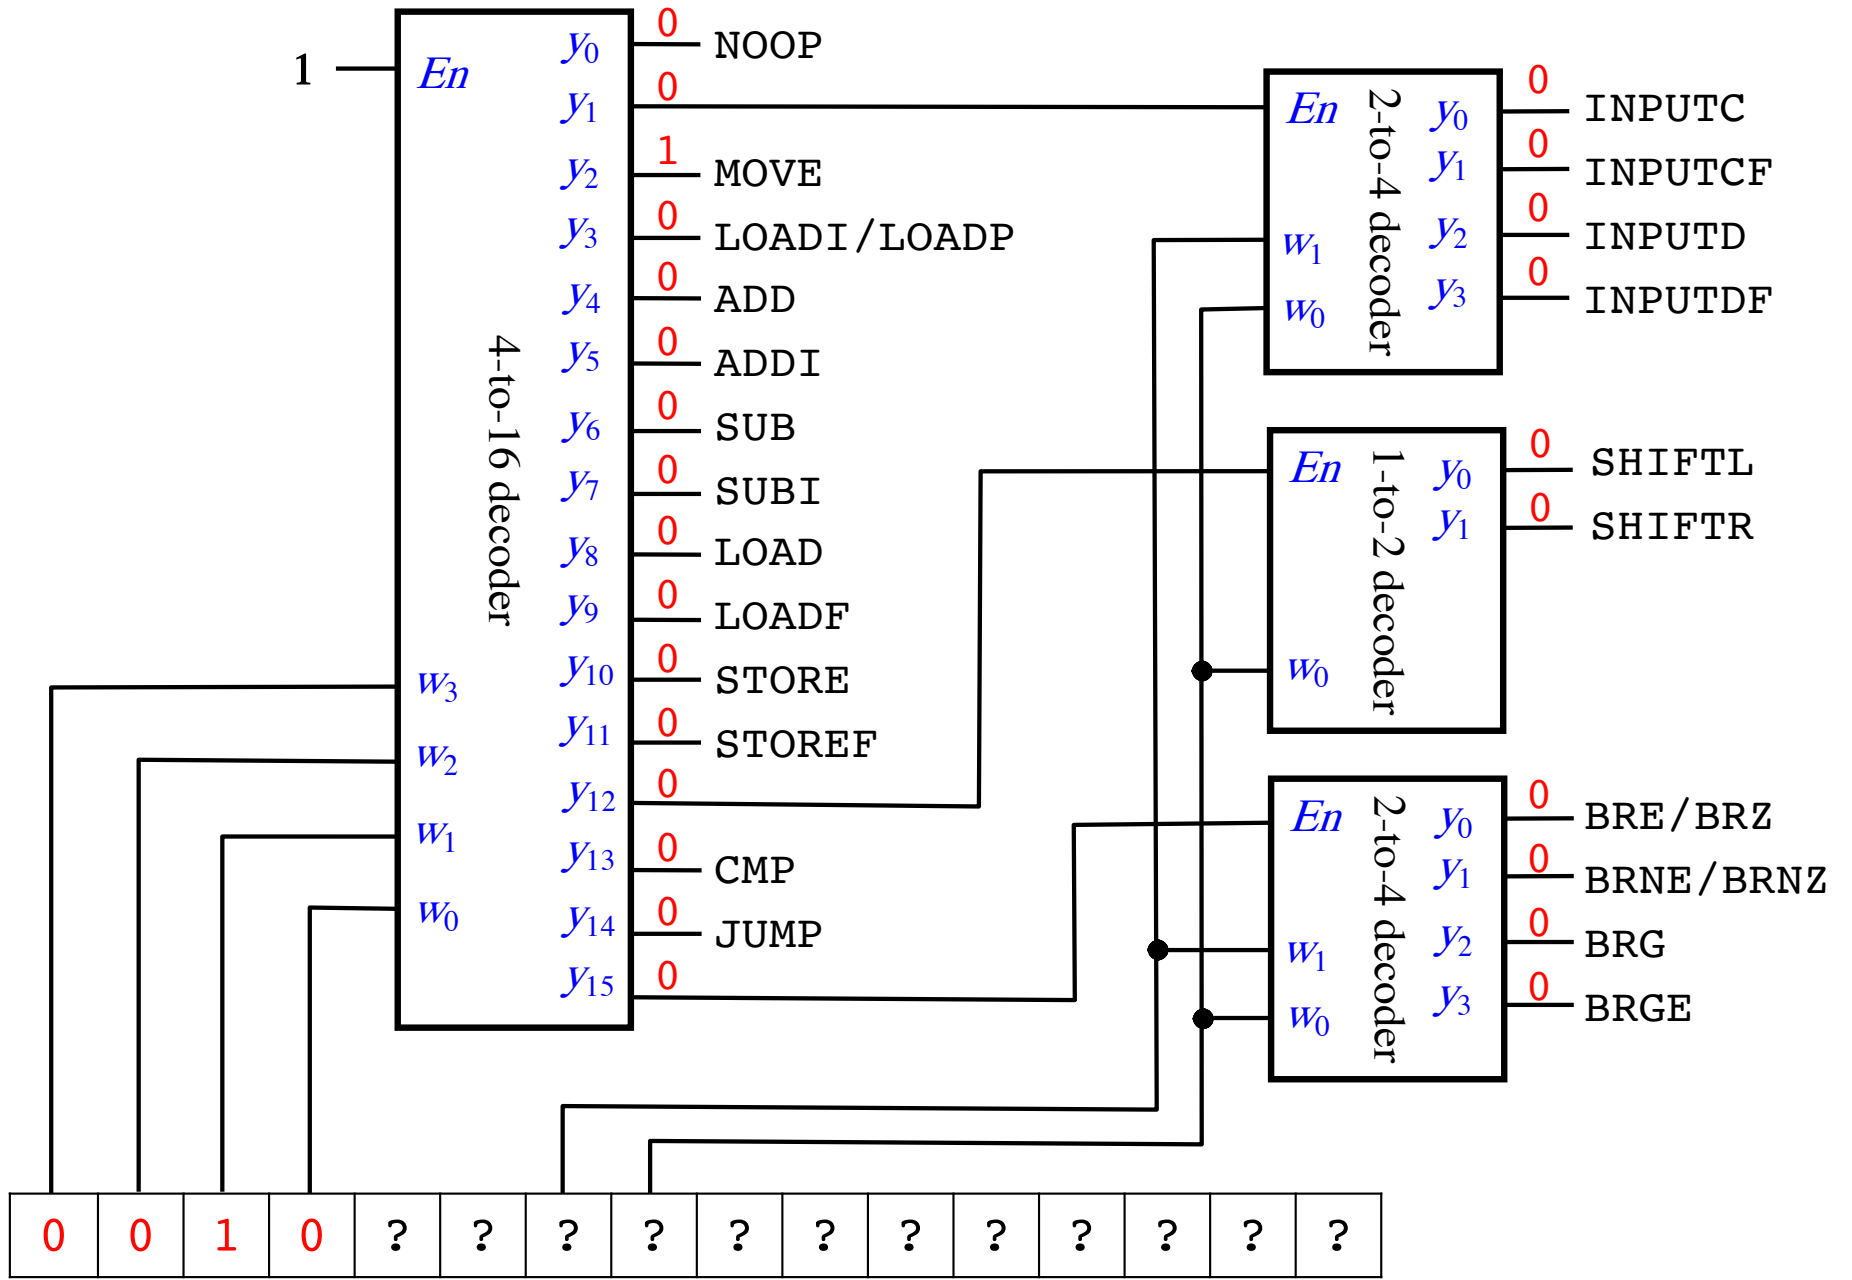 1
En
4-to-16 decoder
w3
w2
w1
w0
y0 0 NOOP
y1 0
y2 1 MOVE
y3 0 LOADI/LOADP
y4 0 ADD
y5 0 ADDI
y6 0 SUB
y7 0 SUBI
y8 0 LOAD
y9 0 LOADF
y10 0 STORE
y11 0 STOREF
y12 0
y13 0 CMP
y14 0 JUMP
y15 0
En
w1
w0
2-to-4 decoder
y0 0 INPUTC
y1 0 INPUTCF
y2 0 INPUTD
y3 0 INPUTDF
En
w0
1-to-2 decoder
y0 0 SHIFTL
y1 0 SHIFTR
En
w1
w0
2-to-4 decoder
y0 0 BRE/BRZ
y1 0 BRNE/BRNZ
y2 0 BRG
y3 0 BRGE
0 0 1 0 ? ? ? ? ? ? ? ? ? ? ? ?